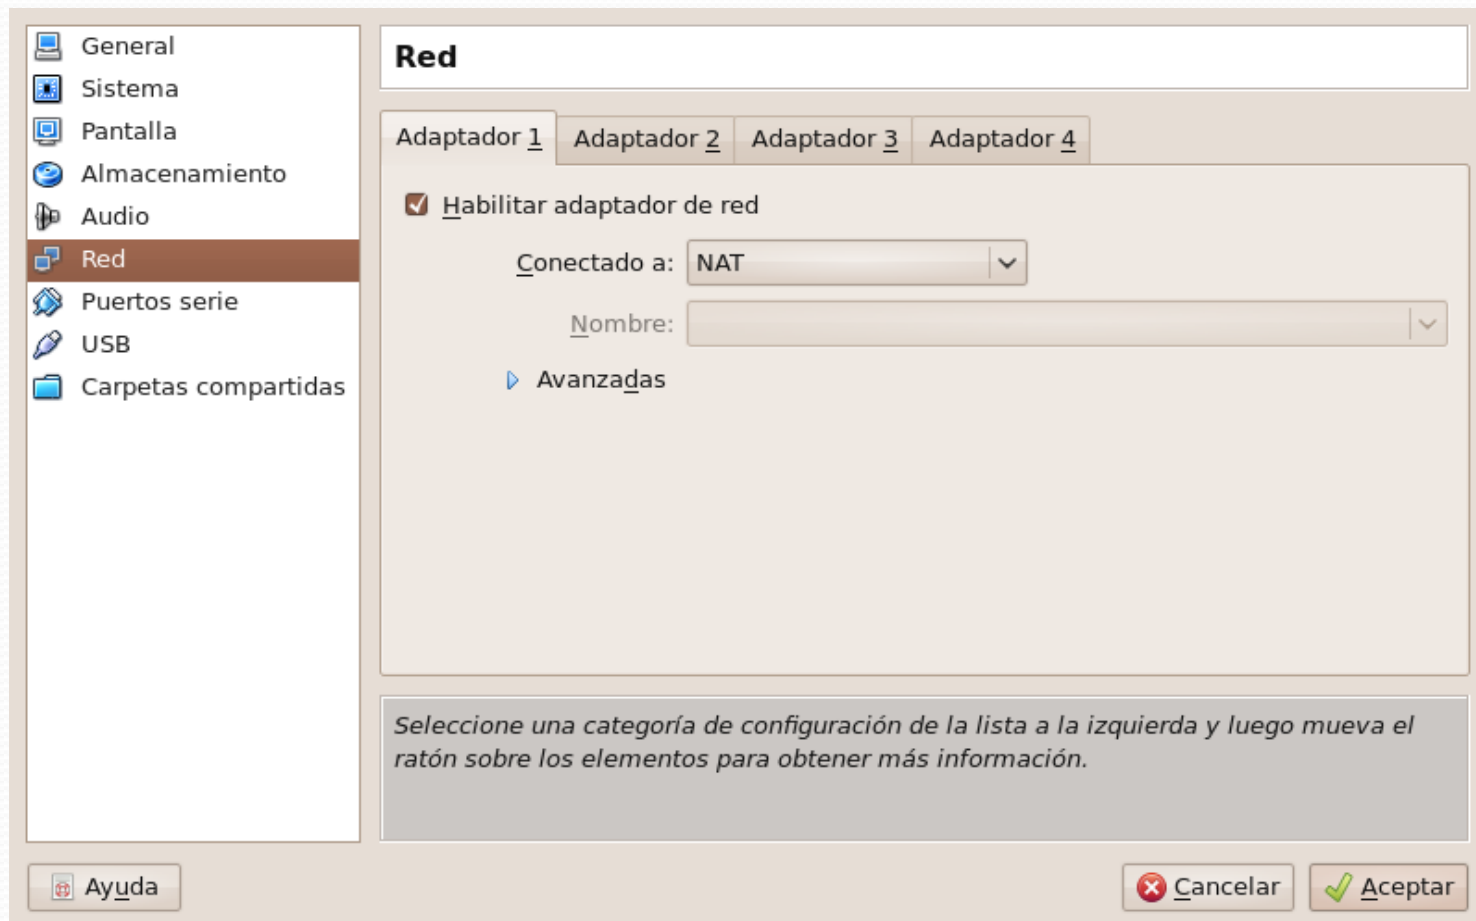 General
Sistema
Pantalla
Almacenamiento
Audio
Red
Puertos serie
USB
Carpetas compartidas
Red
Adaptador 1
Adaptador 2
Adaptador 3
Adaptador 4
Habilitar adaptador de red
Conectado a: NAT
Nombre:
Avanzadas
Seleccione una categoría de configuración de la lista a la izquierda y luego mueva el
ratón sobre los elementos para obtener más información.
Ayuda
Cancelar
Aceptar